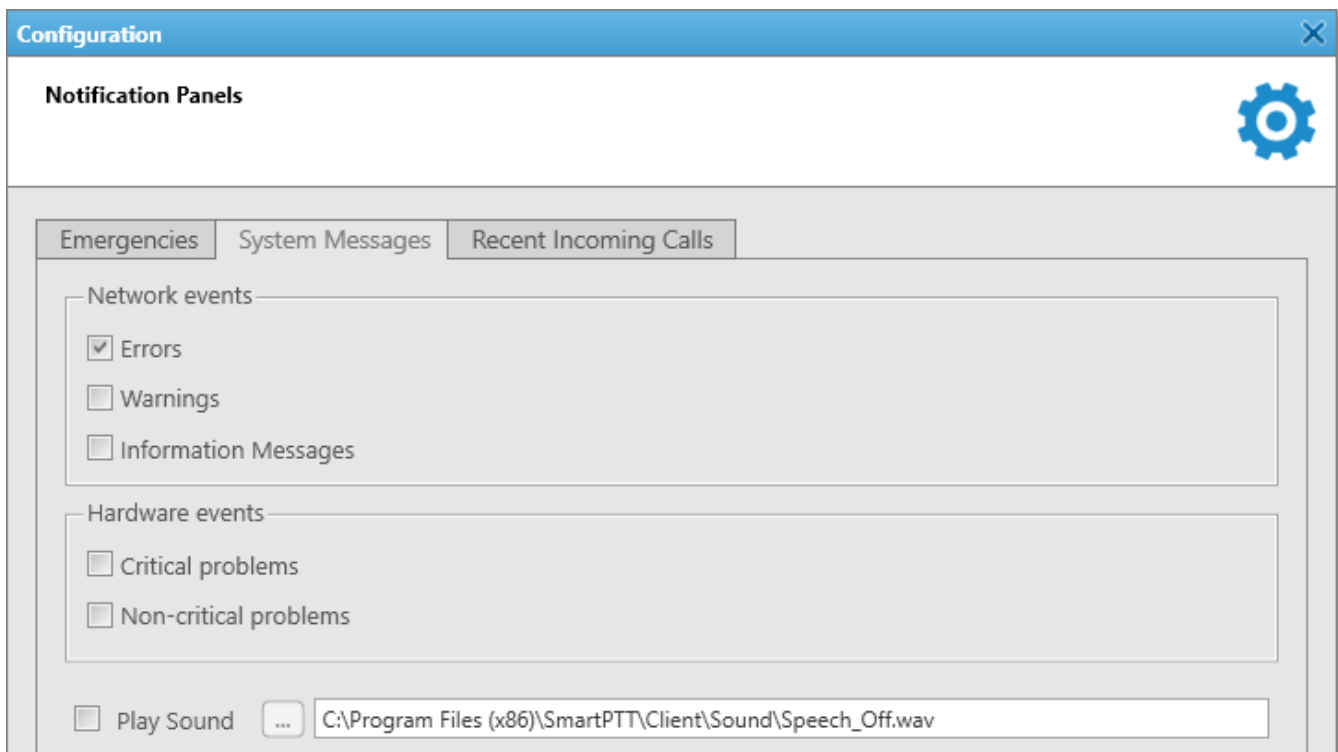 Configuration
Notification Panels
Emergencies System Messages Recent Incoming Calls
Network events
Errors
Warnings
Information Messages
Hardware events
Critical problems
Non-critical problems
Play Sound ... C:\Program Files (x86)\SmartPTT\Client\Sound\Speech_Off.wav